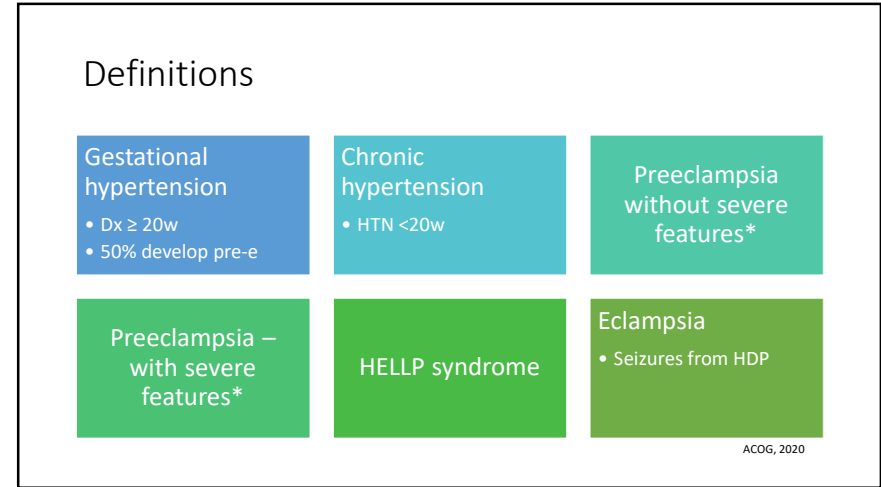 Definitions
Gestational
hypertension
• Dx ≥ 20w
• 50% develop pre-e
Chronic
hypertension
• HTN <20w
Preeclampsia
without severe
features*
Preeclampsia –
with severe
features*
HELLP syndrome
Eclampsia
• Seizures from HDP
ACOG, 2020